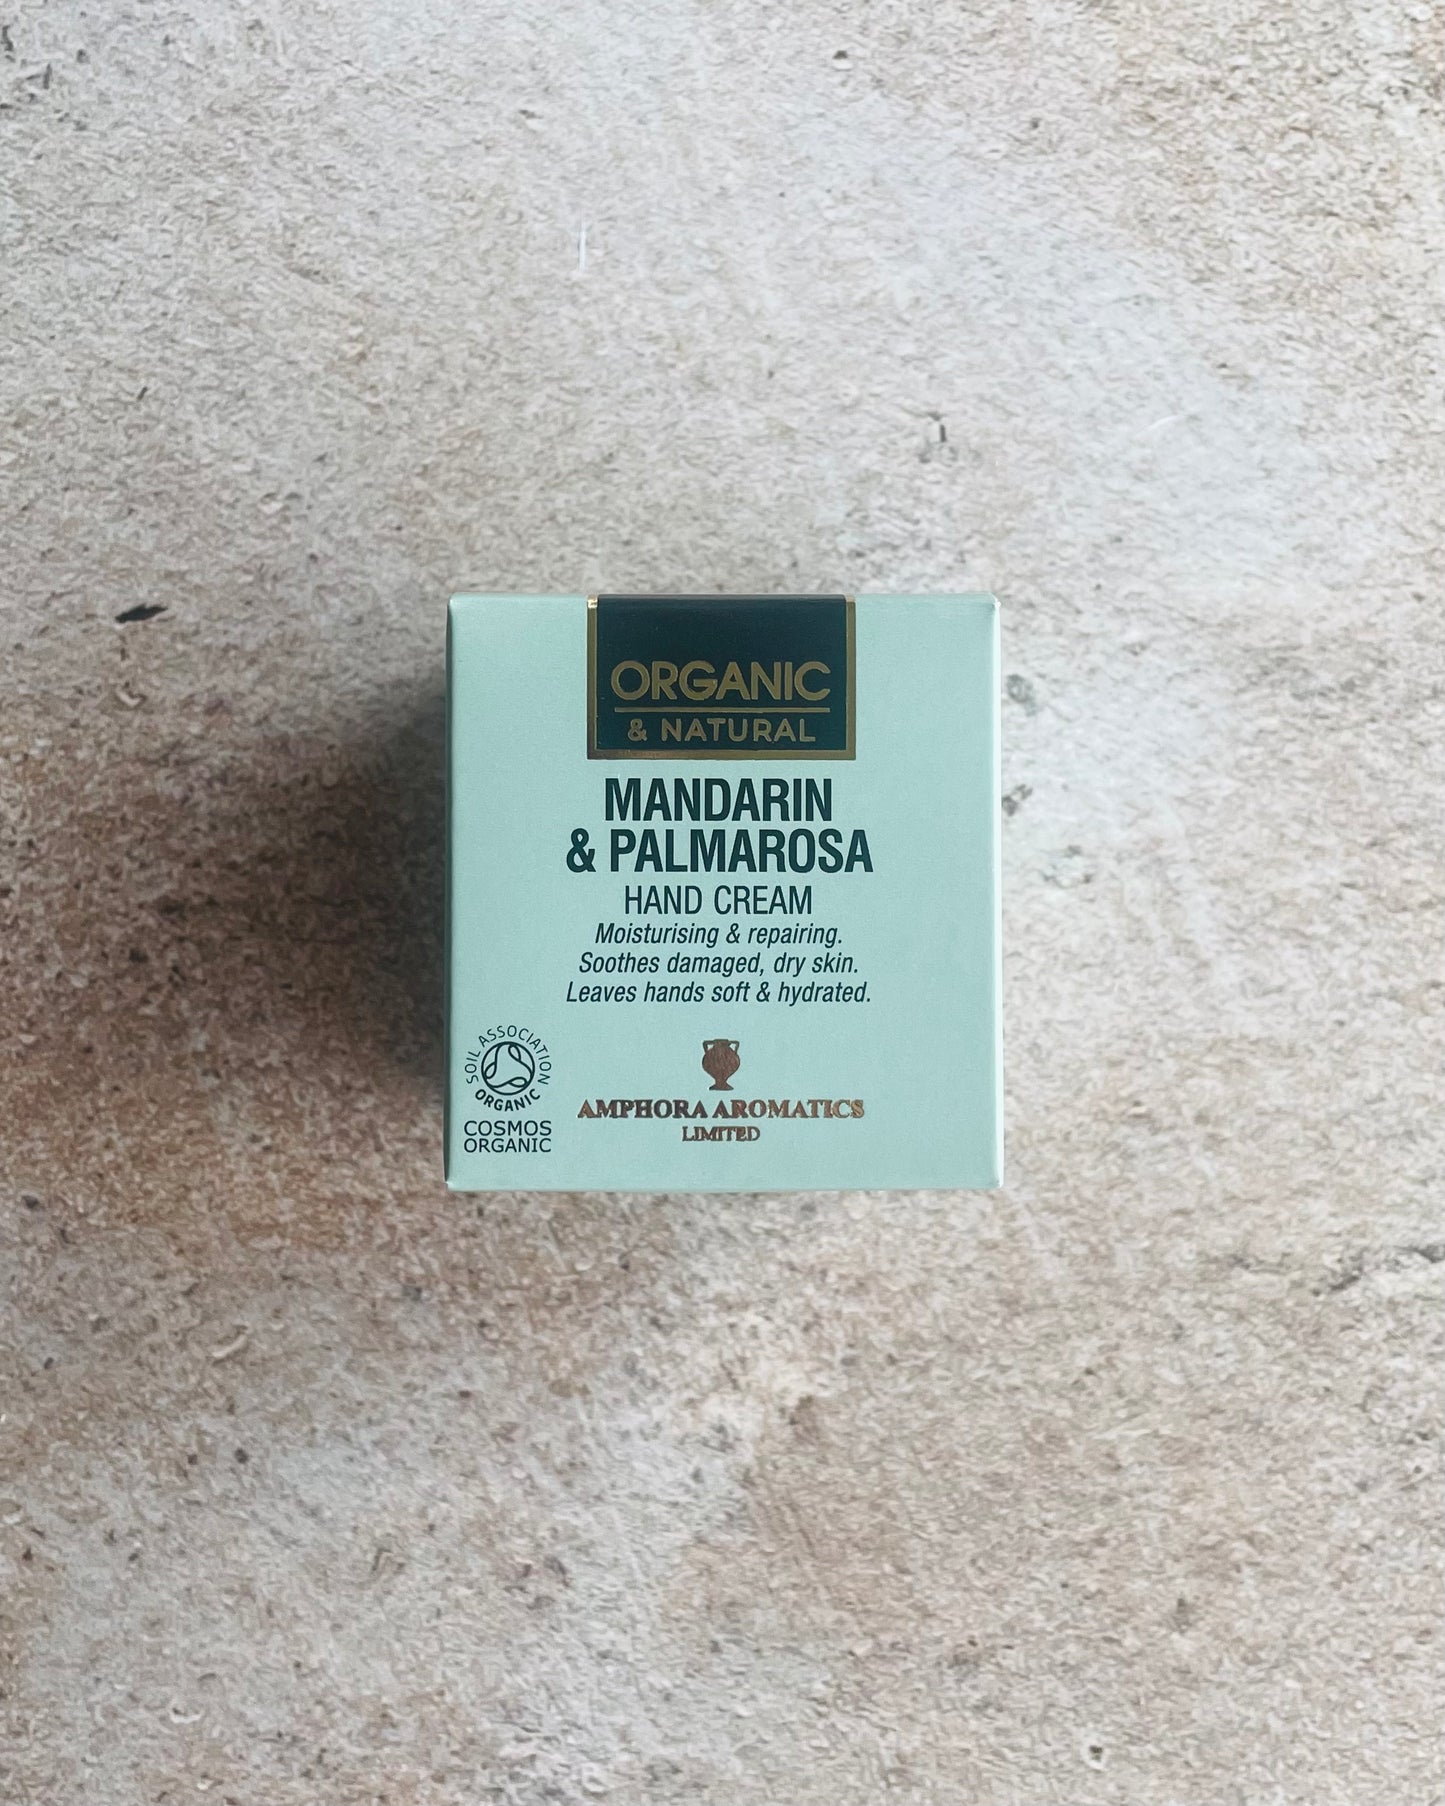 ORGANIC
& NATURAL
MANDARIN
& PALMAROSA
HAND CREAM
Moisturising & repairing.
Soothes damaged, dry skin.
Leaves hands soft & hydrated.
SOIL ASSOCIATION
ORGANIC
COSMOS
ORGANIC
AMPHORA AROMATICS
LIMITED